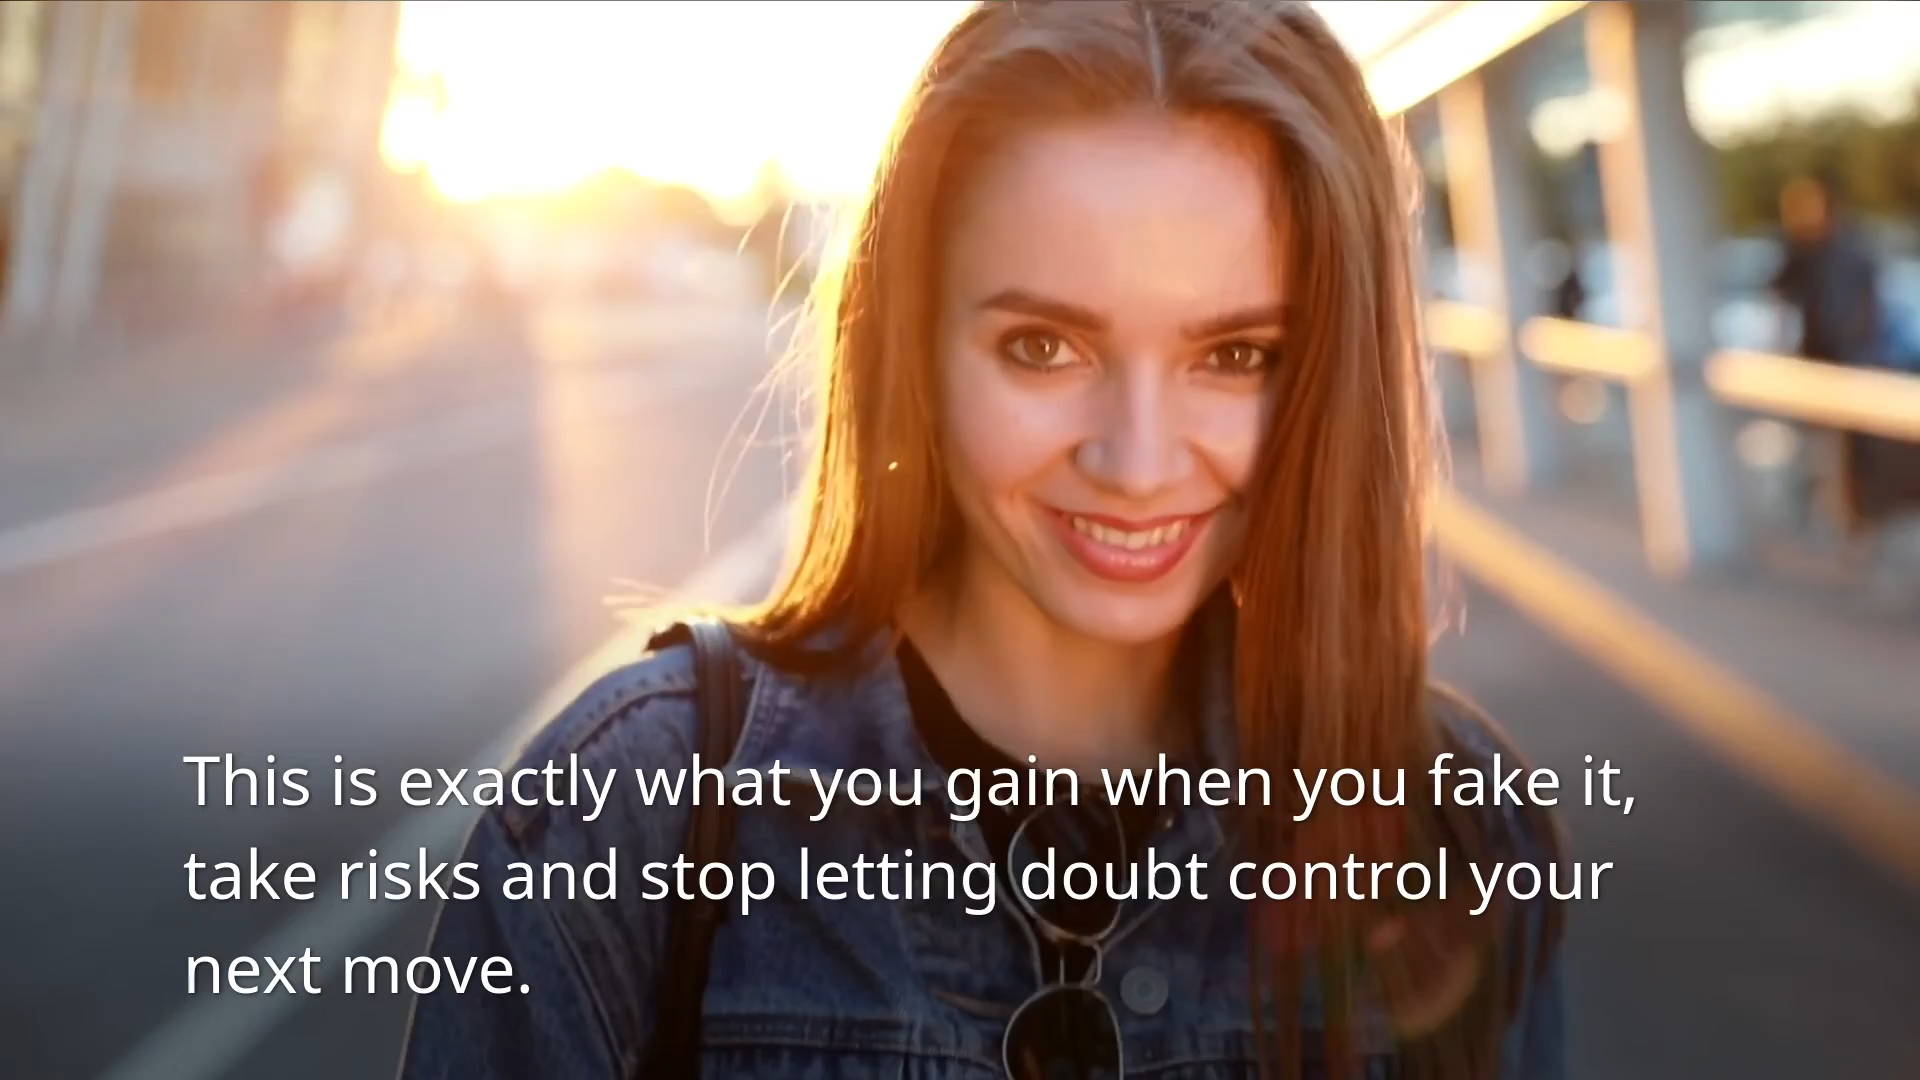 This is exactly what you gain when you fake it,
take risks and stop letting doubt control your
next move.